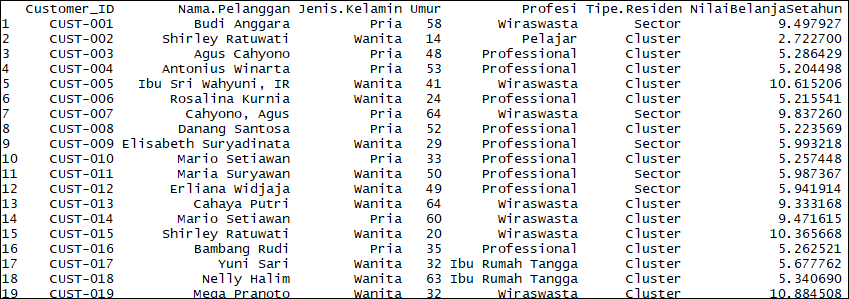 Customer_ID Nama.Pelanggan Jenis.Kelamin Umur Profesi Tipe.Residen NilaiBelanjaSetahun
1 CUST-001 Budi Anggara Pria 58 Wiraswasta Sector 9.497927
2 CUST-002 Shirley Ratuwati Wanita 14 Pelajar Cluster 2.722700
3 CUST-003 Agus Cahyono Pria 48 Professional Cluster 5.286429
4 CUST-004 Antonius Winarta Pria 53 Professional Cluster 5.204498
5 CUST-005 Ibu Sri Wahyuni, IR Wanita 41 Wiraswasta Cluster 10.615206
6 CUST-006 Rosalina Kurnia Wanita 24 Professional Cluster 5.215541
7 CUST-007 Cahyono, Agus Pria 64 Wiraswasta Sector 9.837260
8 CUST-008 Danang Santosa Pria 52 Professional Cluster 5.223569
9 CUST-009 Elisabeth Suryadinata Wanita 29 Professional Sector 5.993218
10 CUST-010 Mario Setiawan Pria 33 Professional Cluster 5.257448
11 CUST-011 Maria Suryawan Wanita 50 Professional Sector 5.987367
12 CUST-012 Erliana Widjaja Wanita 49 Professional Sector 5.941914
13 CUST-013 Cahaya Putri Wanita 64 Wiraswasta Cluster 9.333168
14 CUST-014 Mario Setiawan Pria 60 Wiraswasta Cluster 9.471615
15 CUST-015 Shirley Ratuwati Wanita 20 Wiraswasta Cluster 10.365668
16 CUST-016 Bambang Rudi Pria 35 Professional Cluster 5.262521
17 CUST-017 Yuni Sari Wanita 32 Ibu Rumah Tangga Cluster 5.677762
18 CUST-018 Nelly Halim Wanita 63 Ibu Rumah Tangga Cluster 5.340690
19 CUST-019 Mega Pranoto Wanita 32 Wiraswasta Cluster 10.884508